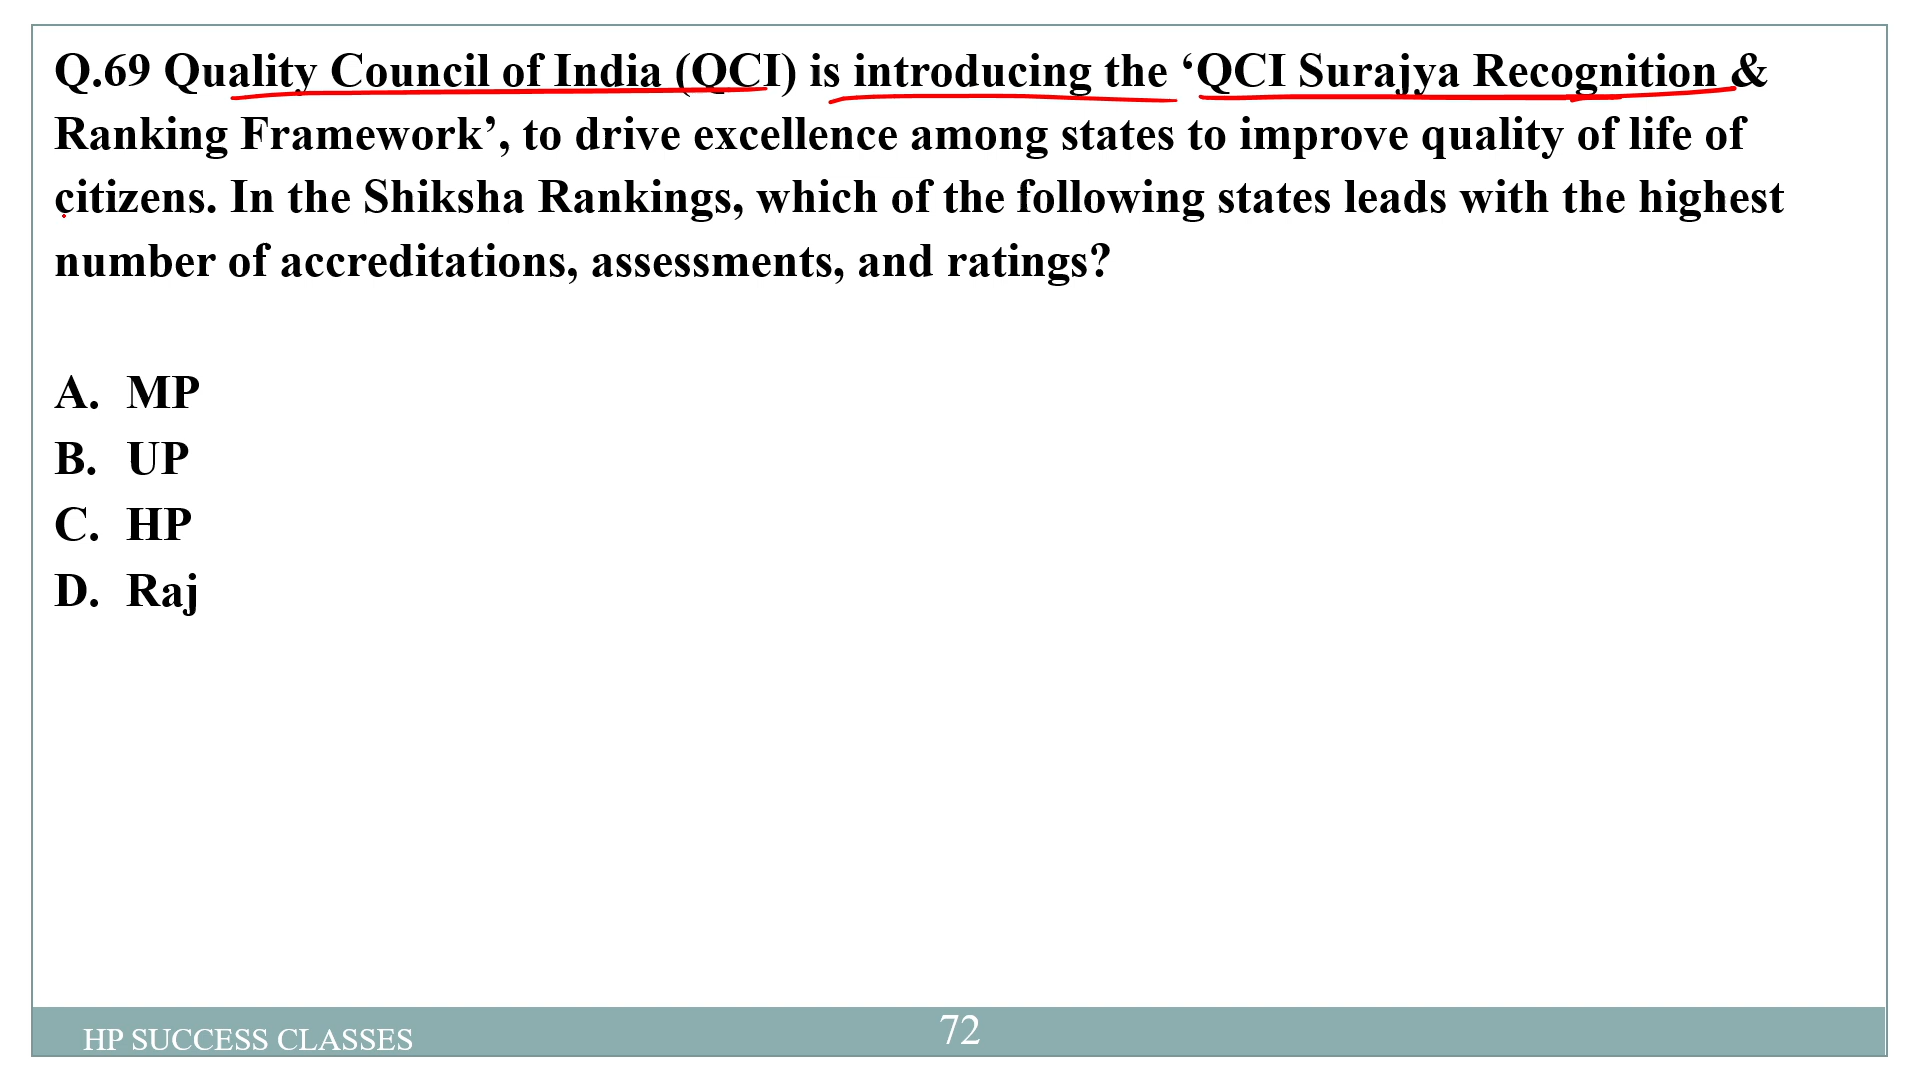 Q.69 Quality Council of India (QCI) is introducing the ‘QCI Surajya Recognition &
Ranking Framework’, to drive excellence among states to improve quality of life of
citizens. In the Shiksha Rankings, which of the following states leads with the highest
number of accreditations, assessments, and ratings?
A. MP
B. UP
C. HP
D. Raj
HP SUCCESS CLASSES
72